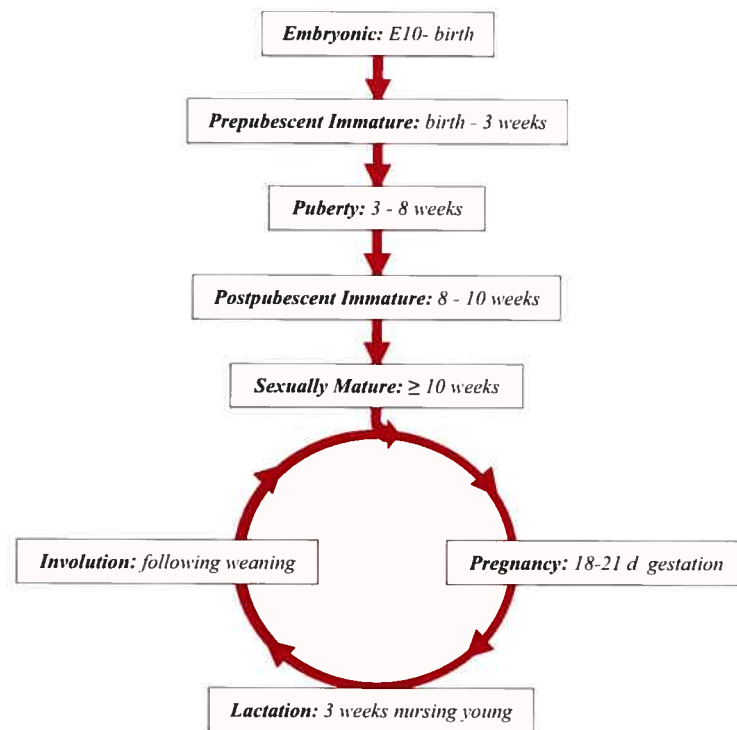 Embryonic: E10- birth
Prepubescent Immature: birth - 3 weeks
Puberty: 3 - 8 weeks
Postpubescent Immature: 8 - 10 weeks
Sexually Mature: ≥ 10 weeks
Involution: following weaning
Pregnancy: 18-21 d gestation
Lactation: 3 weeks nursing young